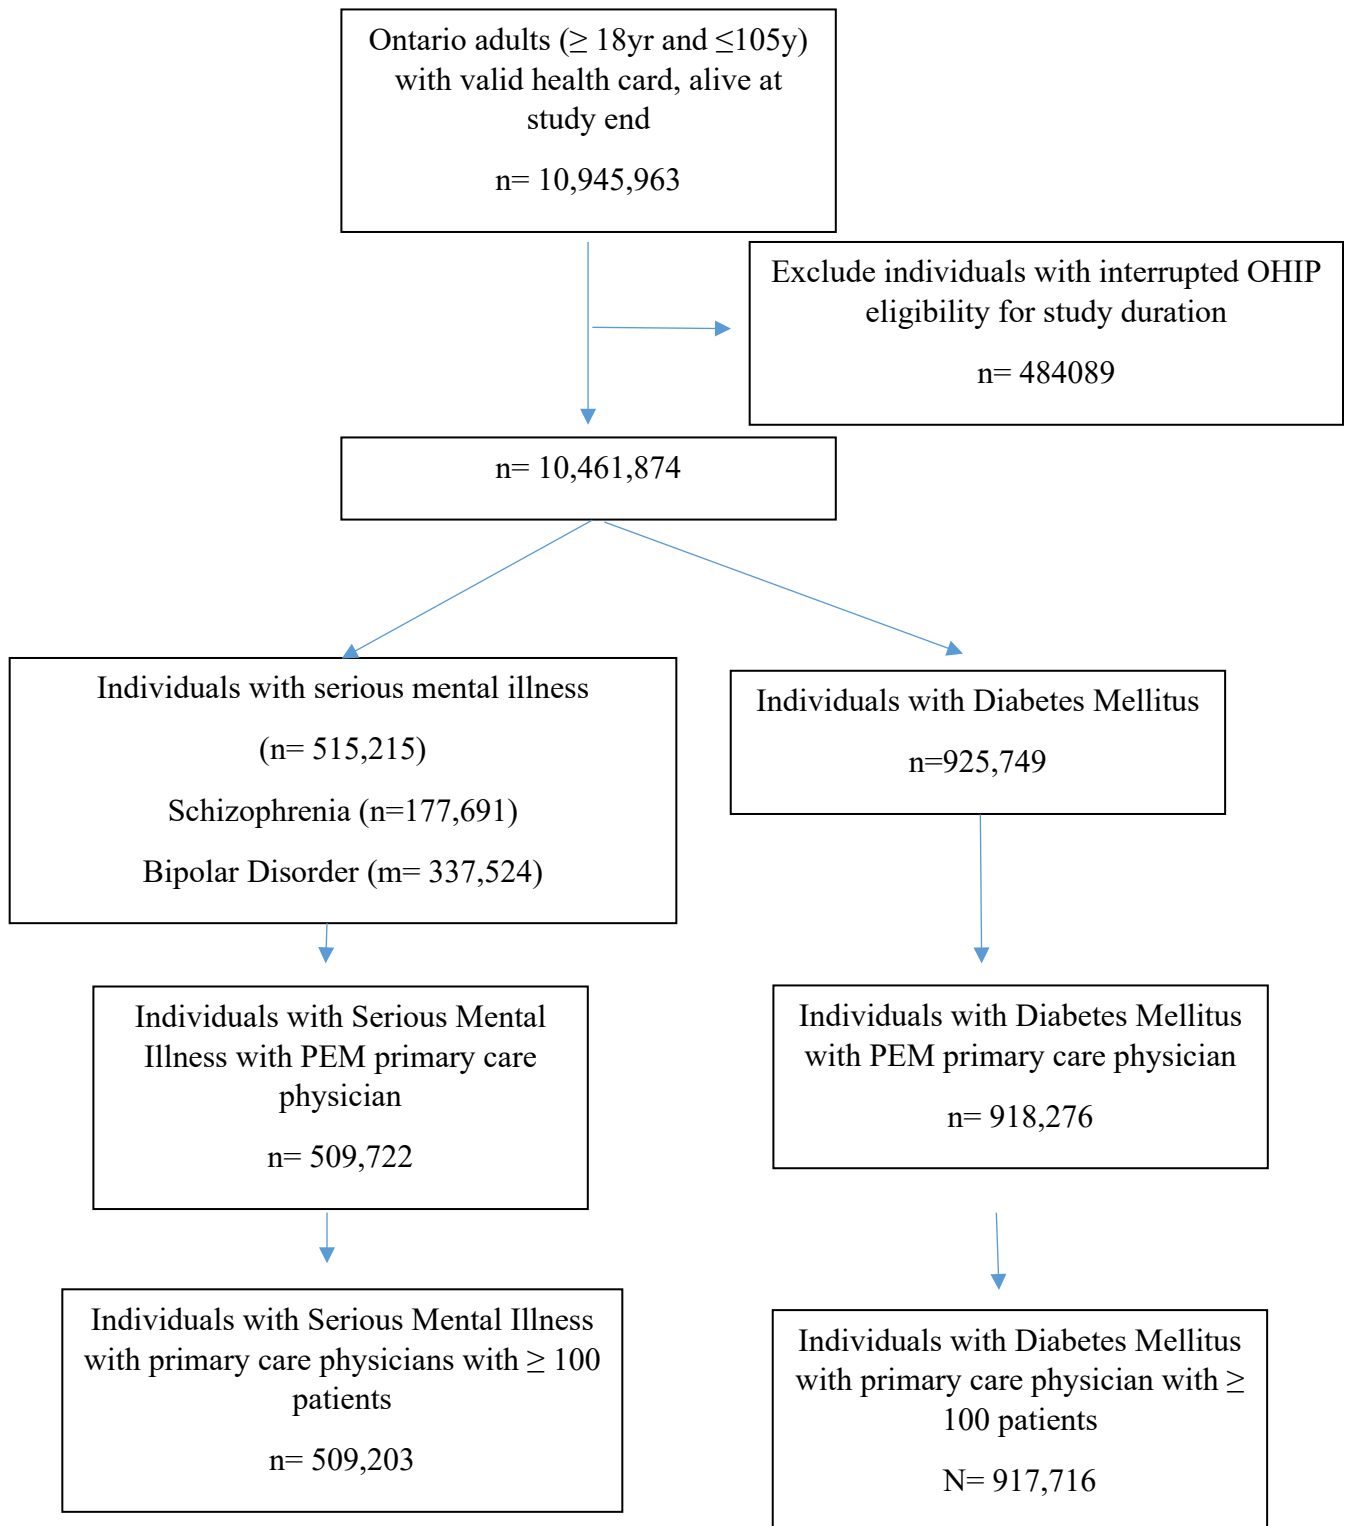 Ontario adults (≥ 18yr and ≤105y)
with valid health card, alive at
study end
n= 10,945,963
Exclude individuals with interrupted OHIP
eligibility for study duration
n= 484089
n= 10,461,874
Individuals with serious mental illness
(n= 515,215)
Schizophrenia (n=177,691)
Bipolar Disorder (m= 337,524)
Individuals with Diabetes Mellitus
n=925,749
Individuals with Serious Mental
Illness with PEM primary care
physician
n= 509,722
Individuals with Diabetes Mellitus
with PEM primary care physician
n= 918,276
Individuals with Serious Mental Illness
with primary care physicians with ≥ 100
patients
n= 509,203
Individuals with Diabetes Mellitus
with primary care physician with ≥
100 patients
N= 917,716